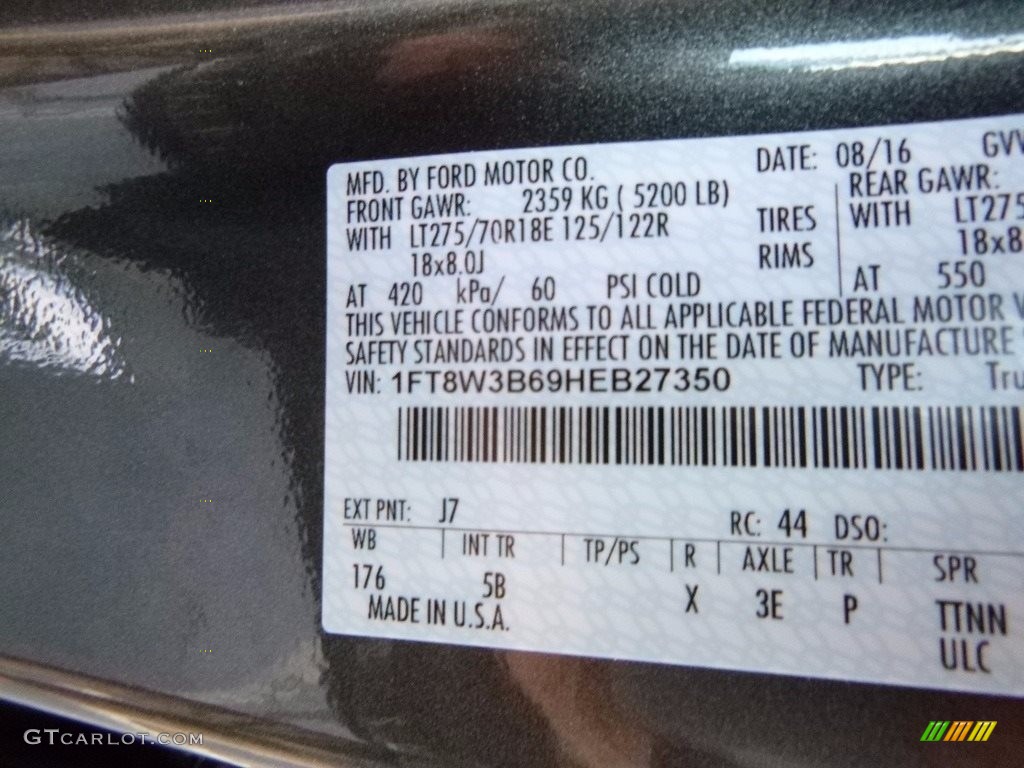 MFD. BY FORD MOTOR CO. DATE: 08/16
FRONT GAWR: 2359 KG ( 5200 LB) REAR GAWR:
WITH LT275/70R18E 125/122R TIRES WITH
18x8.0J RIMS
AT 420 kPa/ 60 PSI COLD AT 550
THIS VEHICLE CONFORMS TO ALL APPLICABLE FEDERAL MOTOR
SAFETY STANDARDS IN EFFECT ON THE DATE OF MANUFACTURE
VIN: 1FT8W3B69HEB27350 TYPE:
EXT PNT: J7 RC: 44 DSO:
WB INT TR TP/PS R AXLE TR SPR
176 5B X 3E P TTNN
MADE IN U.S.A. ULC
GTCARLOT.COM